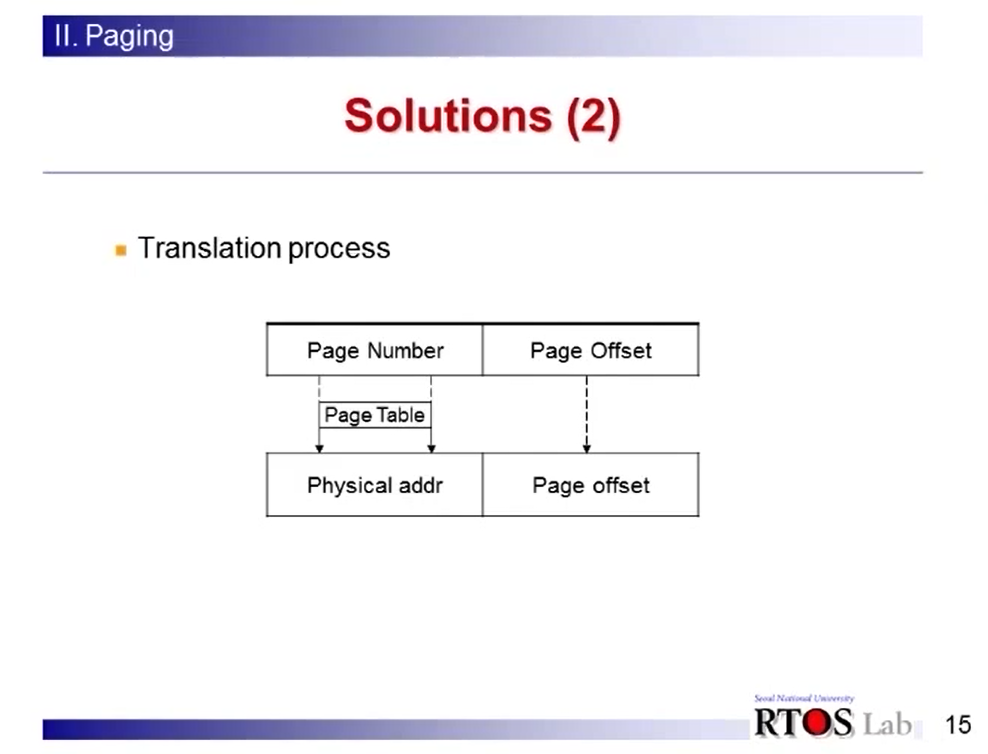 II. Paging
Solutions (2)
Translation process
Page Number Page Offset
Page Table
Physical addr Page offset
Seoul National University
RTOS Lab
15